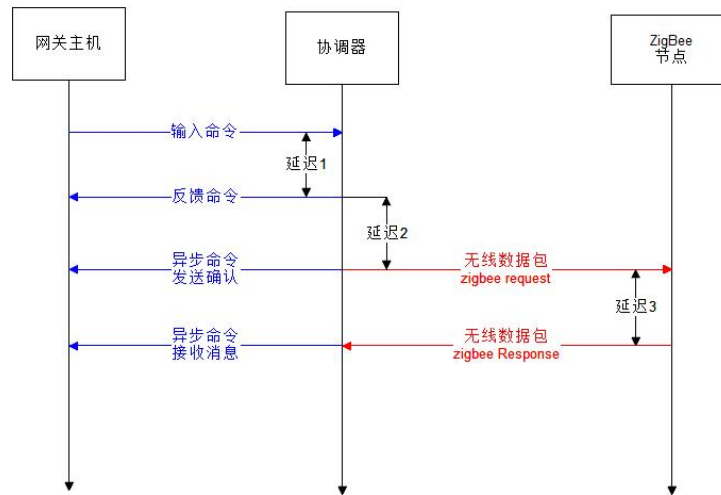 网关主机
协调器
ZigBee
节点
输入命令
延迟1
反馈命令
延迟2
异步命令
发送确认
无线数据包
zigbee request
延迟3
异步命令
接收消息
无线数据包
zigbee Response